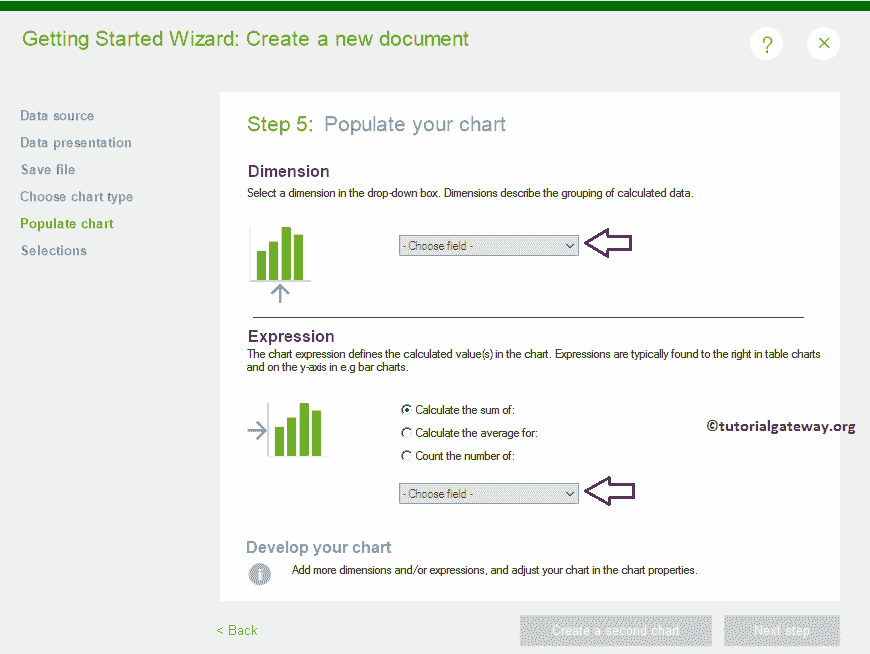 Getting Started Wizard: Create a new document
?
Data source
Data presentation
Save file
Choose chart type
Populate chart
Selections
Step 5: Populate your chart
Dimension
Select a dimension in the drop-down box. Dimensions describe the grouping of calculated data.
- Choose field -
Expression
The chart expression defines the calculated value(s) in the chart. Expressions are typically found to the right in table charts
and on the y-axis in e.g bar charts.
Calculate the sum of:
Calculate the average for:
Count the number of:
- Choose field -
©tutorialgateway.org
Develop your chart
i
Add more dimensions and/or expressions, and adjust your chart in the chart properties.
< Back
Create a second chart
Next step